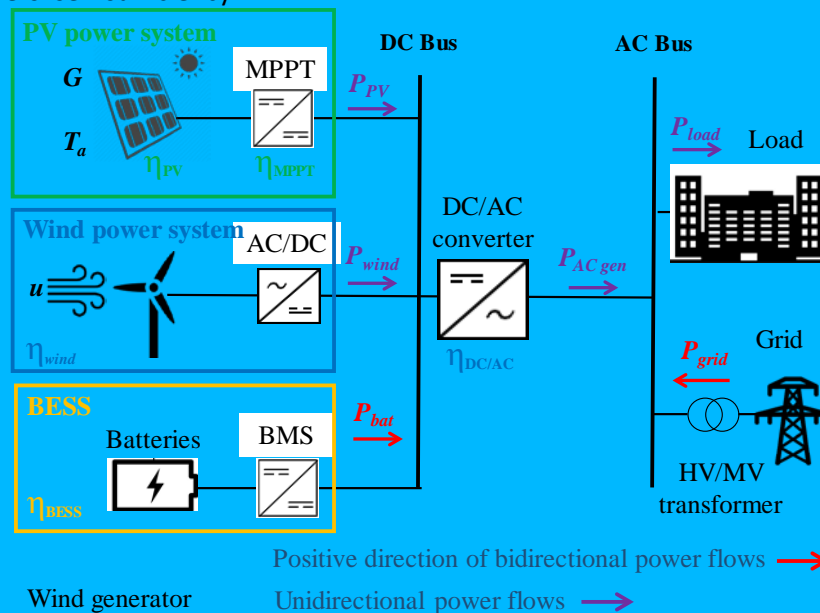 PV power system
DC Bus
AC Bus
G
MPPT
P_PV
T_a
η_PV
η_MPPT
P_load
Load
Wind power system
AC/DC
DC/AC
converter
u
P_wind
P_AC gen
η_wind
η_DC/AC
P_grid
Grid
BESS
Batteries
BMS
P_bat
η_BESS
HV/MV
transformer
Positive direction of bidirectional power flows
Wind generator
Unidirectional power flows